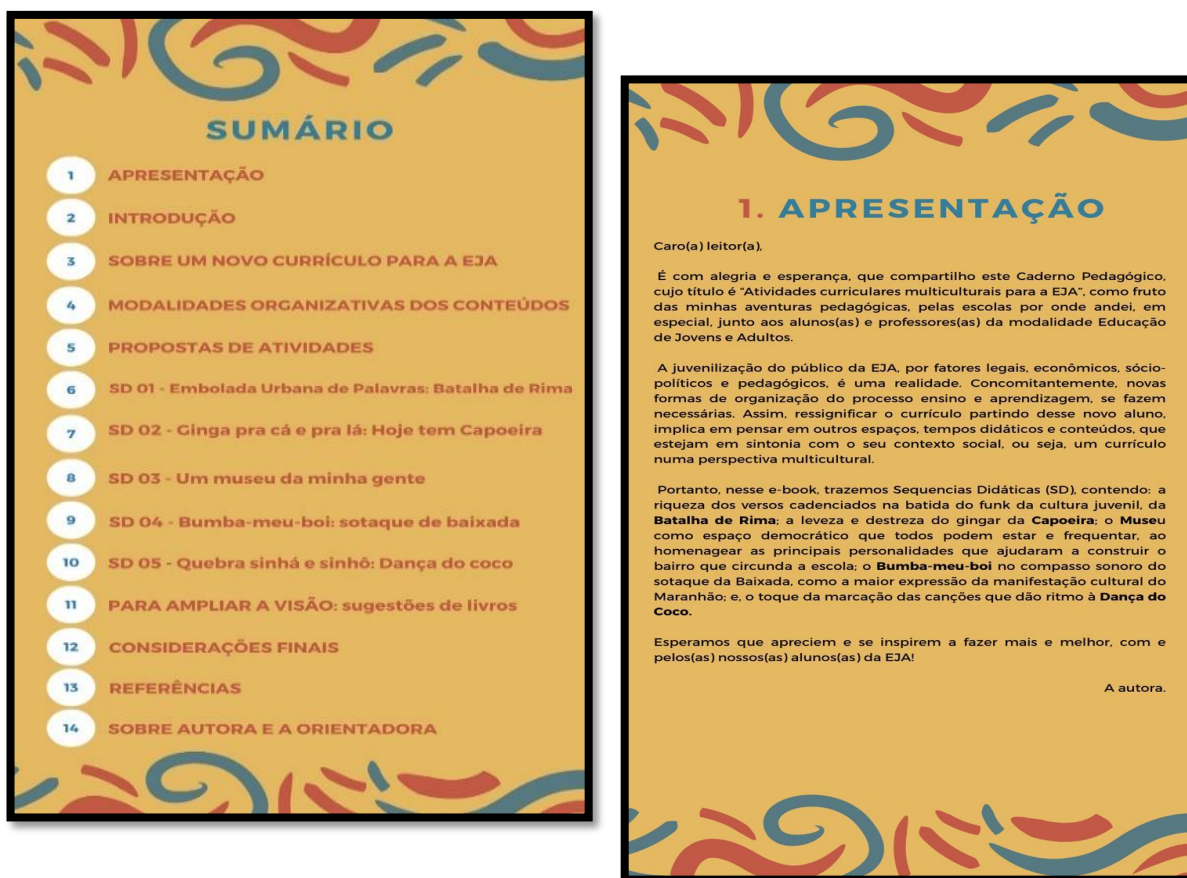 SUMÁRIO
1 APRESENTAÇÃO
2 INTRODUÇÃO
3 SOBRE UM NOVO CURRÍCULO PARA A EJA
4 MODALIDADES ORGANIZATIVAS DOS CONTEÚDOS
5 PROPOSTAS DE ATIVIDADES
6 SD 01 - Embolada Urbana de Palavras: Batalha de Rima
7 SD 02 - Ginga pra cá e pra lá: Hoje tem Capoeira
8 SD 03 - Um museu da minha gente
9 SD 04 - Bumba-meu-boi: sotaque de baixada
10 SD 05 - Quebra sinhá e sinhô: Dança do coco
11 PARA AMPLIAR A VISÃO: sugestões de livros
12 CONSIDERAÇÕES FINAIS
13 REFERÊNCIAS
14 SOBRE AUTORA E A ORIENTADORA
1. APRESENTAÇÃO
Caro(a) leitor(a),
É com alegria e esperança, que compartilho este Caderno Pedagógico,
cujo título é "Atividades curriculares multiculturais para a EJA", como fruto
das minhas aventuras pedagógicas, pelas escolas por onde andei, em
especial, junto aos alunos(as) e professores(as) da modalidade Educação
de Jovens e Adultos.
A juvenilização do público da EJA, por fatores legais, econômicos, sócio-
políticos e pedagógicos, é uma realidade. Concomitantemente, novas
formas de organização do processo ensino e aprendizagem, se fazem
necessárias. Assim, ressignificar o currículo partindo desse novo aluno,
implica em pensar em outros espaços, tempos didáticos e conteúdos, que
estejam em sintonia com o seu contexto social, ou seja, um currículo
numa perspectiva multicultural.
Portanto, nesse e-book, trazemos Sequencias Didáticas (SD), contendo: a
riqueza dos versos cadenciados na batida do funk da cultura juvenil, da
Batalha de Rima; a leveza e destreza do gingar da Capoeira; o Museu
como espaço democrático que todos podem estar e frequentar, ao
homenagear as principais personalidades que ajudaram a construir o
bairro que circunda a escola; o Bumba-meu-boi no compasso sonoro do
sotaque da Baixada, como a maior expressão da manifestação cultural do
Maranhão; e, o toque da marcação das canções que dão ritmo à Dança do
Coco.
Esperamos que apreciem e se inspirem a fazer mais e melhor, com e
pelos(as) nossos(as) alunos(as) da EJA!
A autora.